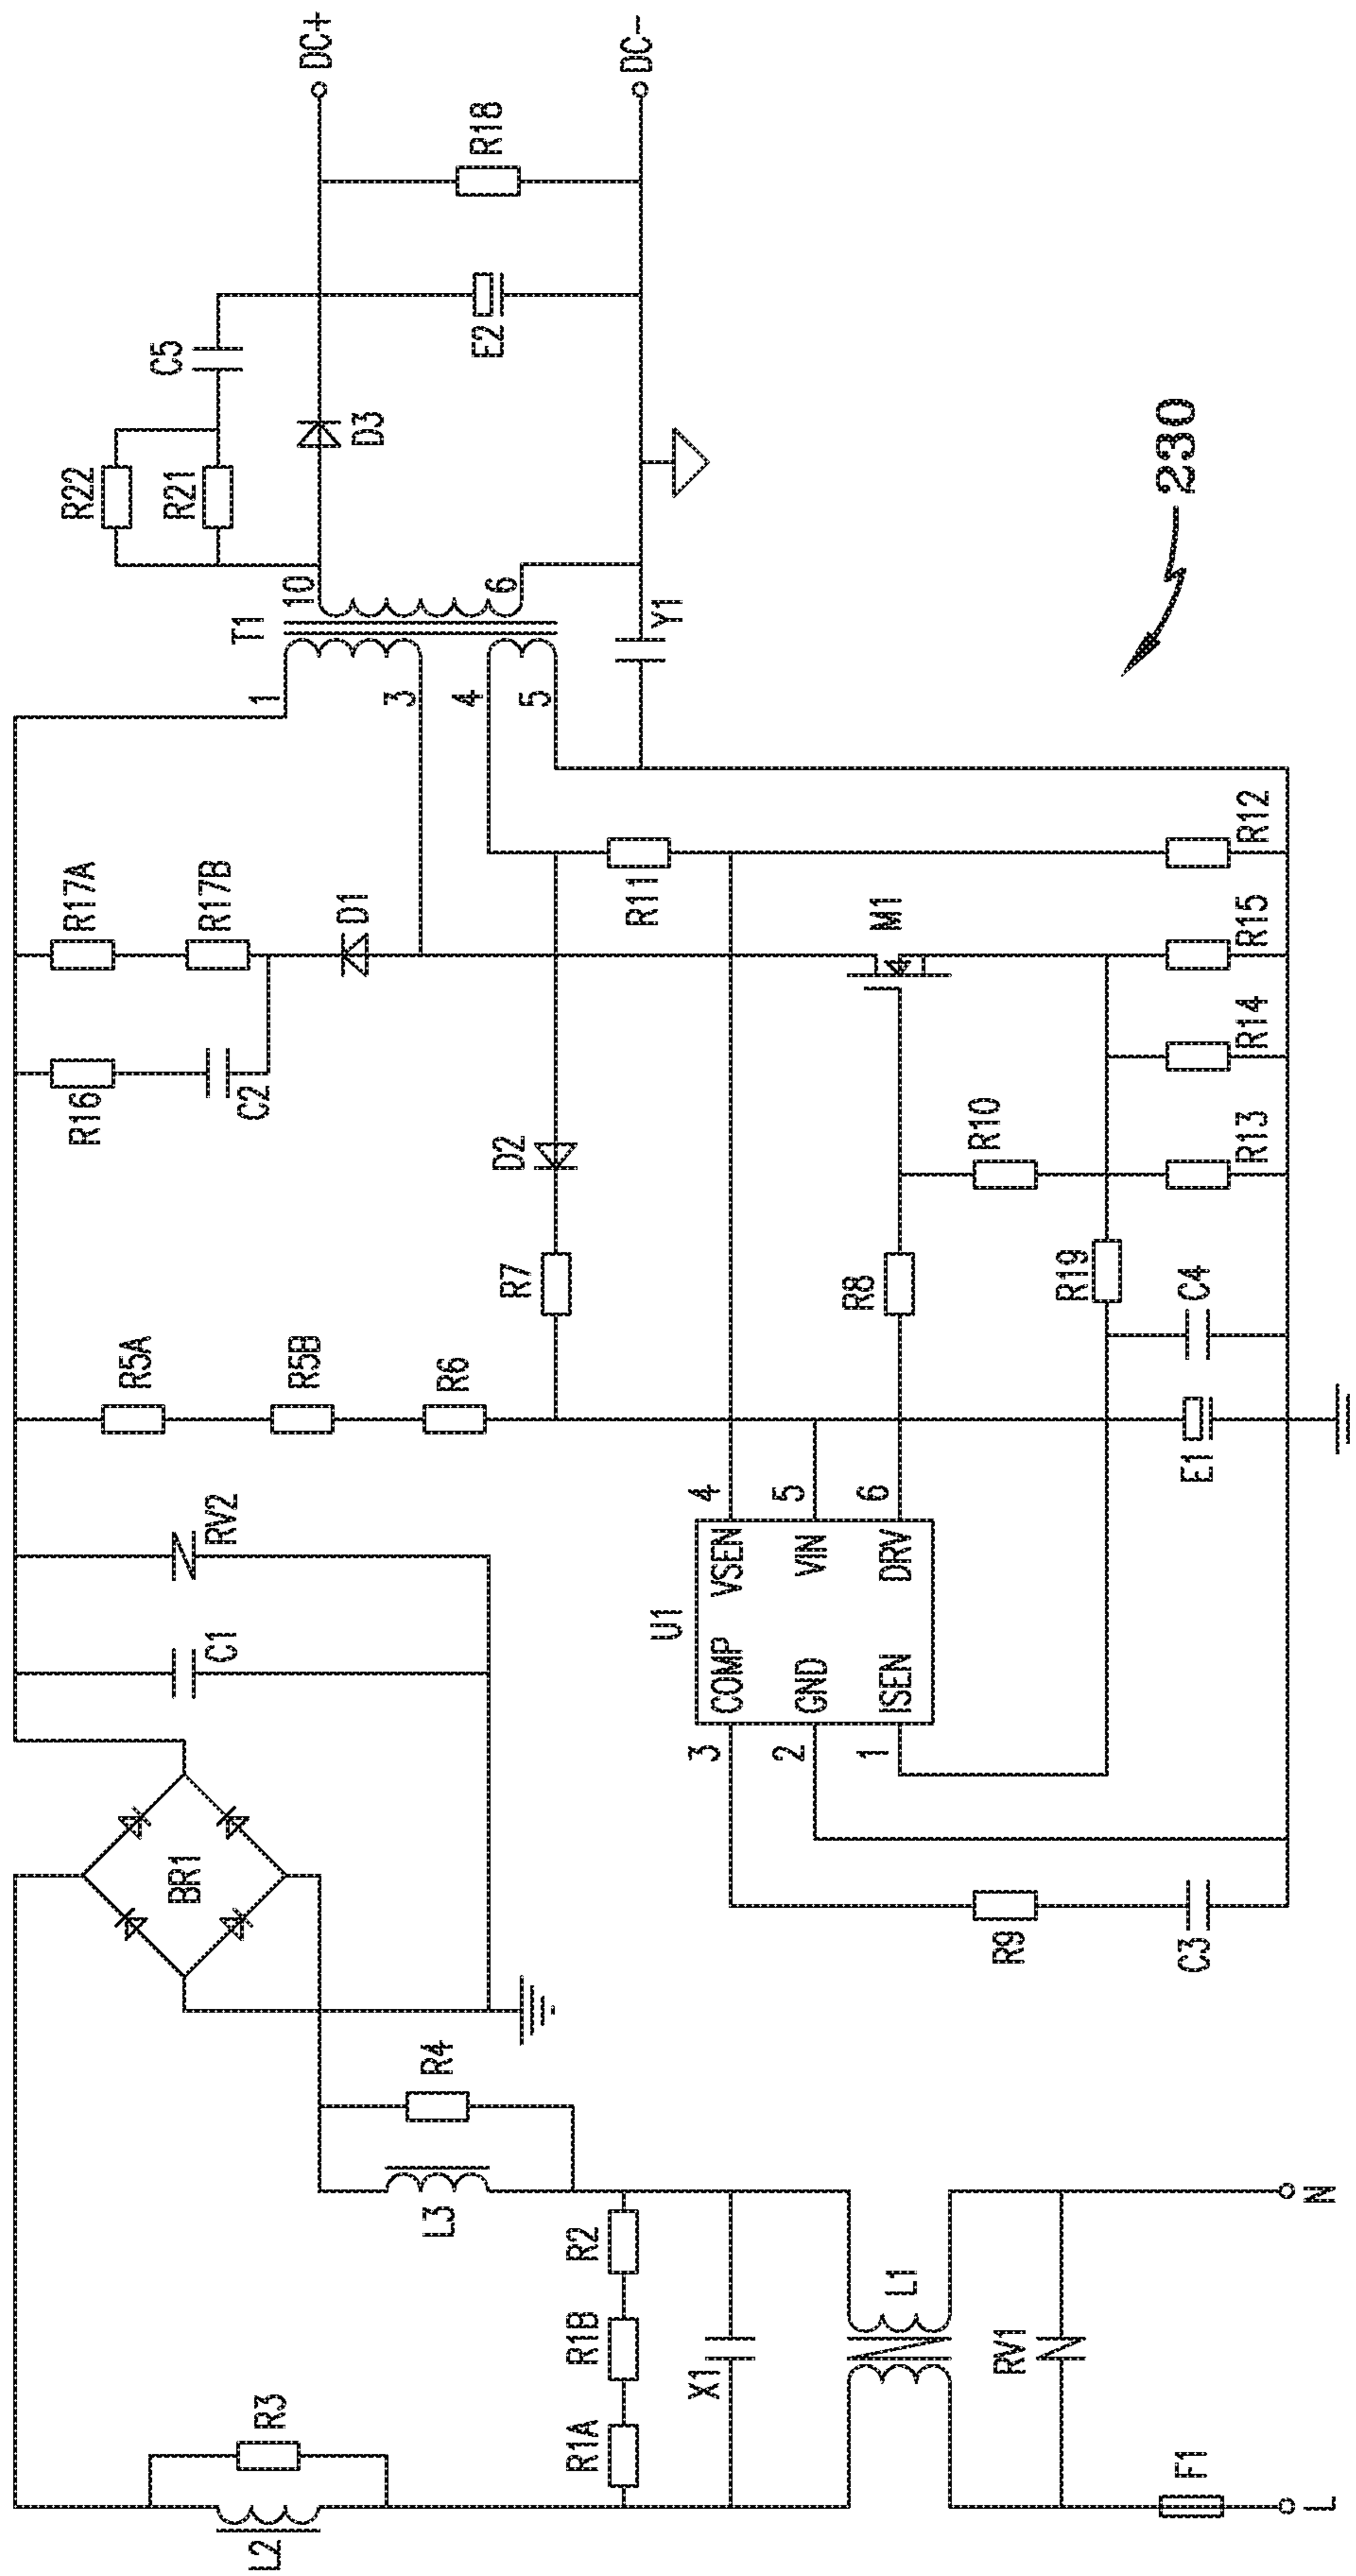 L2
R3
BR1
C1
RV2
R5A
R5B
R6
R16
C2
R17A
R17B
D1
T1
1
3
4
5
10
6
R22
R21
C5
D3
E2
R18
DC+
DC-
Y1
R4
L3
R1A
R1B
R2
X1
L1
RV1
F1
L
N
U1
COMP
GND
ISEN
VSEN
VIN
DRV
3
2
1
4
5
6
R7
D2
R11
R8
M1
R10
R19
R9
C3
E1
C4
R13
R14
R15
R12
230